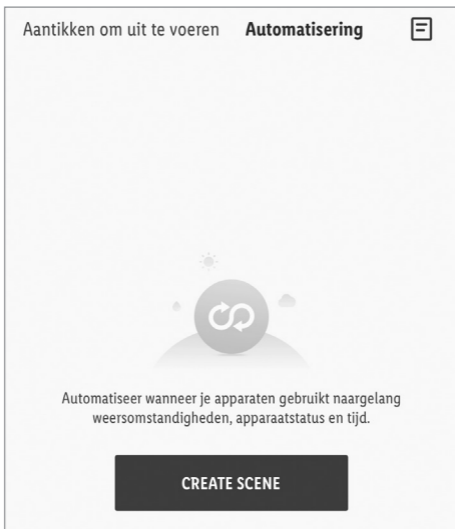 Aantikken om uit te voeren Automatisering
Automatiseer wanneer je apparaten gebruikt naargelang
weersomstandigheden, apparaatstatus en tijd.
CREATE SCENE